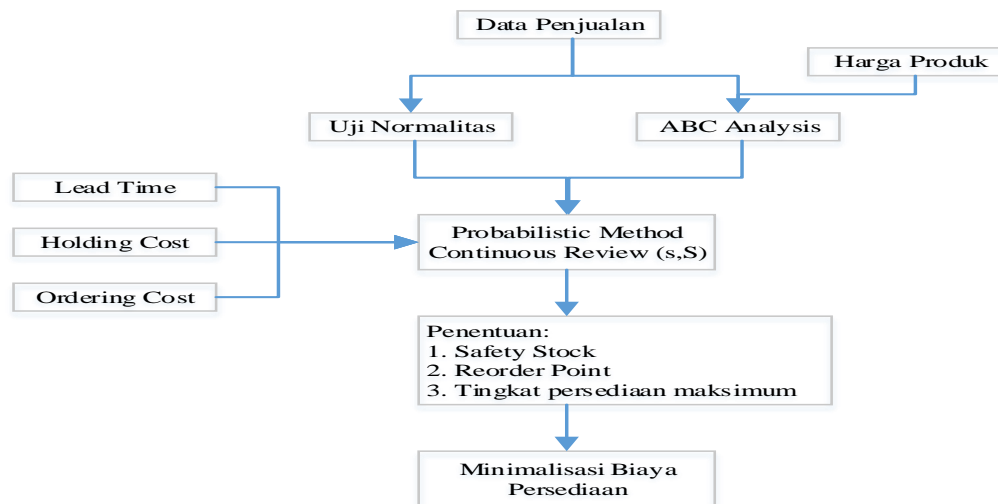 Data Penjualan
Harga Produk
Uji Normalitas
ABC Analysis
Lead Time
Holding Cost
Ordering Cost
Probabilistic Method
Continuous Review (s,S)
Penentuan:
1. Safety Stock
2. Reorder Point
3. Tingkat persediaan maksimum
Minimalisasi Biaya
Persediaan